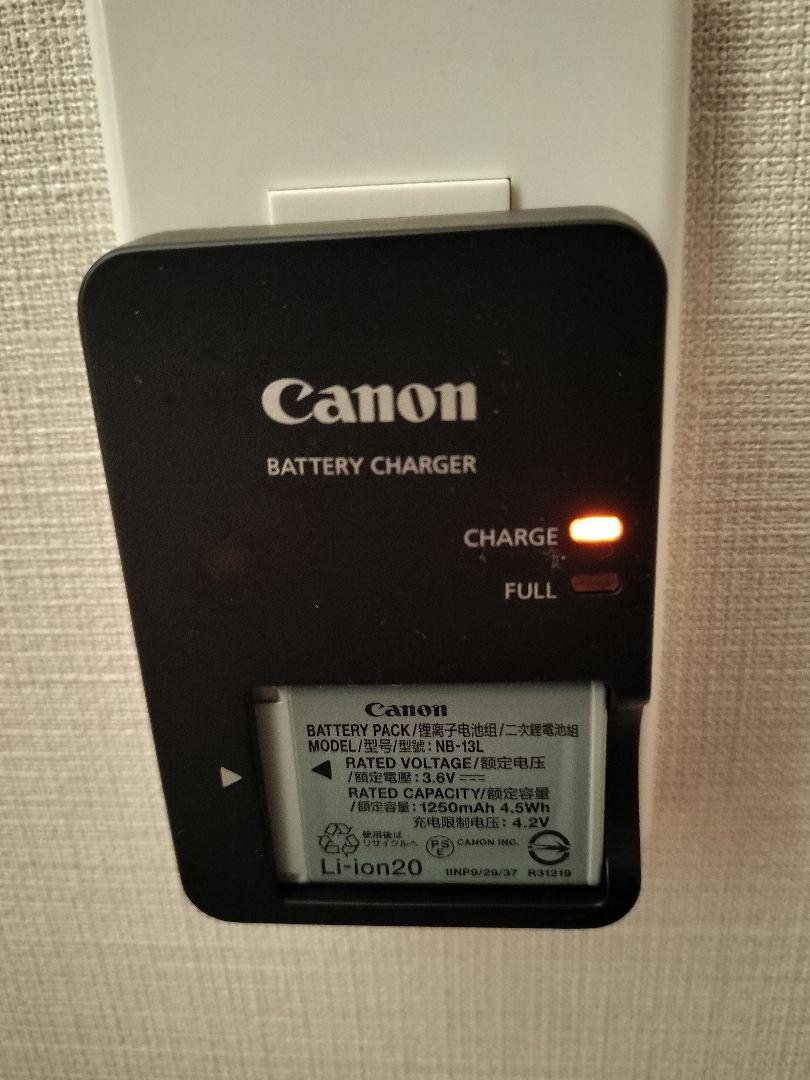 Canon
BATTERY CHARGER
CHARGE
FULL
Canon
BATTERY PACK/锂离子电池组/二次鋰電池組
MODEL/型号/型號: NB-13L
RATED VOLTAGE/额定电压
/額定電壓: 3.6V
RATED CAPACITY/额定容量
/額定容量: 1250mAh 4.5Wh
充电限制电压: 4.2V
使用後は
リサイクルへ
PS
E
CANON INC.
Li-ion20
1INP9/29/37 R31219